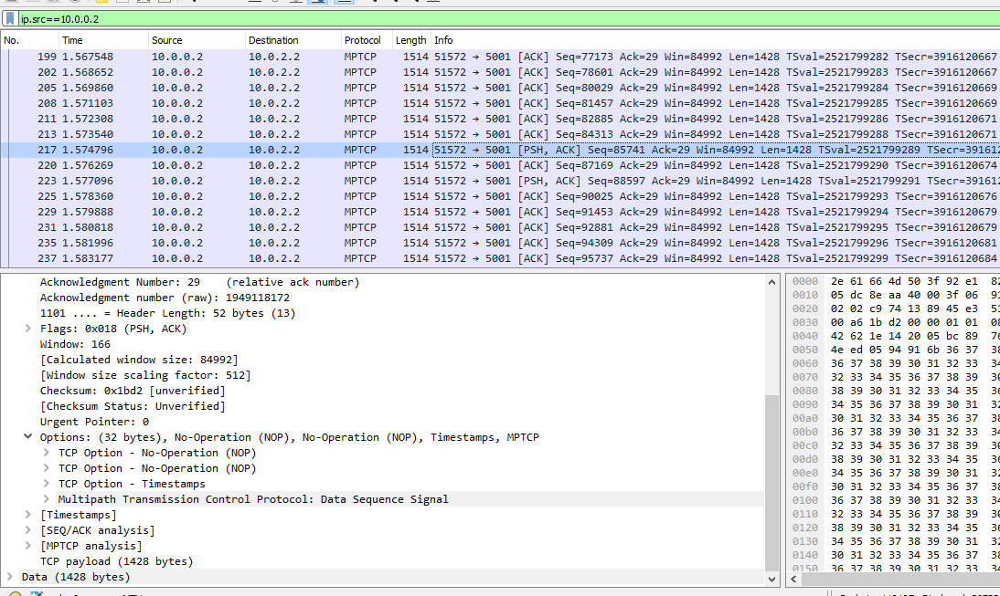 ip.src==10.0.0.2
No. Time Source Destination Protocol Length Info
199 1.567548 10.0.0.2 10.0.2.2 MPTCP 1514 51572 → 5001 [ACK] Seq=77173 Ack=29 Win=84992 Len=1428 TSval=2521799282 TSecr=3916120667
202 1.568652 10.0.0.2 10.0.2.2 MPTCP 1514 51572 → 5001 [ACK] Seq=78601 Ack=29 Win=84992 Len=1428 TSval=2521799283 TSecr=3916120667
205 1.569860 10.0.0.2 10.0.2.2 MPTCP 1514 51572 → 5001 [ACK] Seq=80029 Ack=29 Win=84992 Len=1428 TSval=2521799284 TSecr=3916120669
208 1.571103 10.0.0.2 10.0.2.2 MPTCP 1514 51572 → 5001 [ACK] Seq=81457 Ack=29 Win=84992 Len=1428 TSval=2521799285 TSecr=3916120669
211 1.572308 10.0.0.2 10.0.2.2 MPTCP 1514 51572 → 5001 [ACK] Seq=82885 Ack=29 Win=84992 Len=1428 TSval=2521799286 TSecr=3916120671
213 1.573540 10.0.0.2 10.0.2.2 MPTCP 1514 51572 → 5001 [ACK] Seq=84313 Ack=29 Win=84992 Len=1428 TSval=2521799288 TSecr=3916120671
217 1.574796 10.0.0.2 10.0.2.2 MPTCP 1514 51572 → 5001 [PSH, ACK] Seq=85741 Ack=29 Win=84992 Len=1428 TSval=2521799289 TSecr=39161
220 1.576269 10.0.0.2 10.0.2.2 MPTCP 1514 51572 → 5001 [ACK] Seq=87169 Ack=29 Win=84992 Len=1428 TSval=2521799290 TSecr=3916120674
223 1.577096 10.0.0.2 10.0.2.2 MPTCP 1514 51572 → 5001 [PSH, ACK] Seq=88597 Ack=29 Win=84992 Len=1428 TSval=2521799291 TSecr=39161
225 1.578360 10.0.0.2 10.0.2.2 MPTCP 1514 51572 → 5001 [ACK] Seq=90025 Ack=29 Win=84992 Len=1428 TSval=2521799293 TSecr=3916120676
229 1.579888 10.0.0.2 10.0.2.2 MPTCP 1514 51572 → 5001 [ACK] Seq=91453 Ack=29 Win=84992 Len=1428 TSval=2521799294 TSecr=3916120679
231 1.580818 10.0.0.2 10.0.2.2 MPTCP 1514 51572 → 5001 [ACK] Seq=92881 Ack=29 Win=84992 Len=1428 TSval=2521799295 TSecr=3916120679
235 1.581996 10.0.0.2 10.0.2.2 MPTCP 1514 51572 → 5001 [ACK] Seq=94309 Ack=29 Win=84992 Len=1428 TSval=2521799296 TSecr=3916120681
237 1.583177 10.0.0.2 10.0.2.2 MPTCP 1514 51572 → 5001 [ACK] Seq=95737 Ack=29 Win=84992 Len=1428 TSval=2521799299 TSecr=3916120684
Acknowledgment Number: 29 (relative ack number)
Acknowledgment number (raw): 1949118172
1101 .... = Header Length: 52 bytes (13)
Flags: 0x018 (PSH, ACK)
Window: 166
[Calculated window size: 84992]
[Window size scaling factor: 512]
Checksum: 0x1bd2 [unverified]
[Checksum Status: Unverified]
Urgent Pointer: 0
Options: (32 bytes), No-Operation (NOP), No-Operation (NOP), Timestamps, MPTCP
TCP Option - No-Operation (NOP)
TCP Option - No-Operation (NOP)
TCP Option - Timestamps
Multipath Transmission Control Protocol: Data Sequence Signal
[Timestamps]
[SEQ/ACK analysis]
[MPTCP analysis]
TCP payload (1428 bytes)
Data (1428 bytes)
0000 2e 61 66 4d 50 3f 92 e1
0010 05 dc 8e aa 40 00 3f 06
0020 02 02 c9 74 13 89 45 e3
0030 00 a6 1b d2 00 00 01 01
0040 42 62 1e 14 20 05 bc 89
0050 4e ed 05 94 91 6b 36 37
0060 36 37 38 39 30 31 32 33
0070 32 33 34 35 36 37 38 39
0080 38 39 30 31 32 33 34 35
0090 34 35 36 37 38 39 30 31
00a0 30 31 32 33 34 35 36 37
00b0 36 37 38 39 30 31 32 33
00c0 32 33 34 35 36 37 38 39
00d0 38 39 30 31 32 33 34 35
00e0 34 35 36 37 38 39 30 31
00f0 30 31 32 33 34 35 36 37
0100 36 37 38 39 30 31 32 33
0110 32 33 34 35 36 37 38 39
0120 38 39 30 31 32 33 34 35
0130 34 35 36 37 38 39 30 31
0140 30 31 32 33 34 35 36 37
0150 36 37 38 39 30 31 32 33